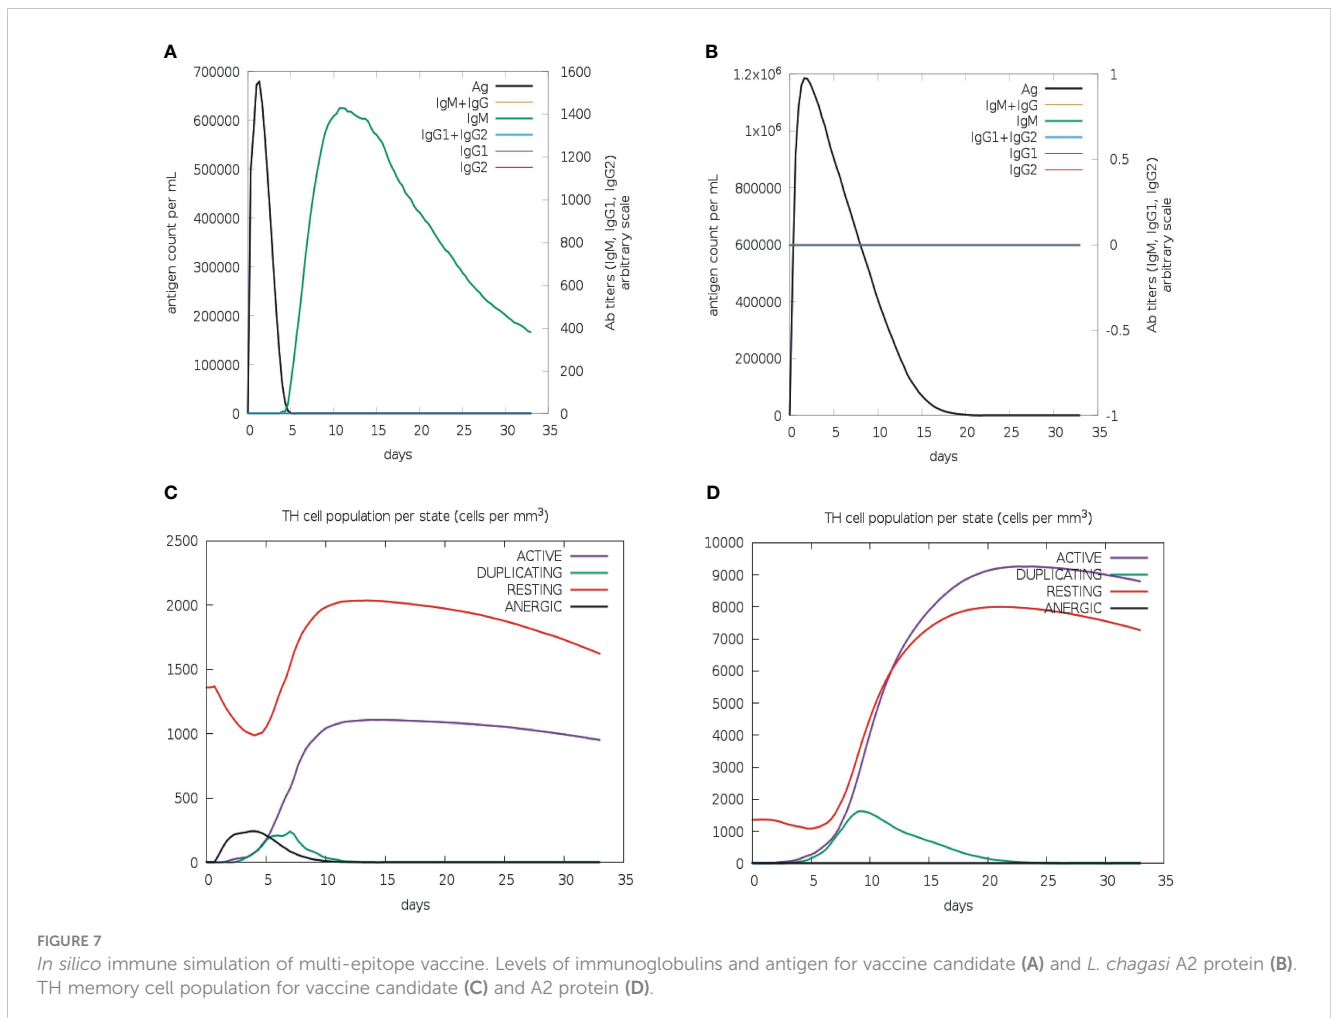 A
700000
600000
500000
400000
300000
200000
100000
0
antigen count per mL
0 5 10 15 20 25 30 35
days
1600
1400
1200
1000
800
600
400
200
0
Ab titers (IgM, IgG1, IgG2)
arbitrary scale
Ag
IgM+IgG
IgM
IgG1+IgG2
IgG1
IgG2
B
1.2x10⁶
1x10⁶
800000
600000
400000
200000
0
antigen count per mL
0 5 10 15 20 25 30 35
days
1
0.5
0
-0.5
-1
Ab titers (IgM, IgG1, IgG2)
arbitrary scale
Ag
IgM+IgG
IgM
IgG1+IgG2
IgG1
IgG2
C
TH cell population per state (cells per mm³)
2500
2000
1500
1000
500
0
0 5 10 15 20 25 30 35
days
ACTIVE
DUPLICATING
RESTING
ANERGIC
D
TH cell population per state (cells per mm³)
10000
9000
8000
7000
6000
5000
4000
3000
2000
1000
0
0 5 10 15 20 25 30 35
days
ACTIVE
DUPLICATING
RESTING
ANERGIC
FIGURE 7
In silico immune simulation of multi-epitope vaccine. Levels of immunoglobulins and antigen for vaccine candidate (A) and L. chagasi A2 protein (B).
TH memory cell population for vaccine candidate (C) and A2 protein (D).